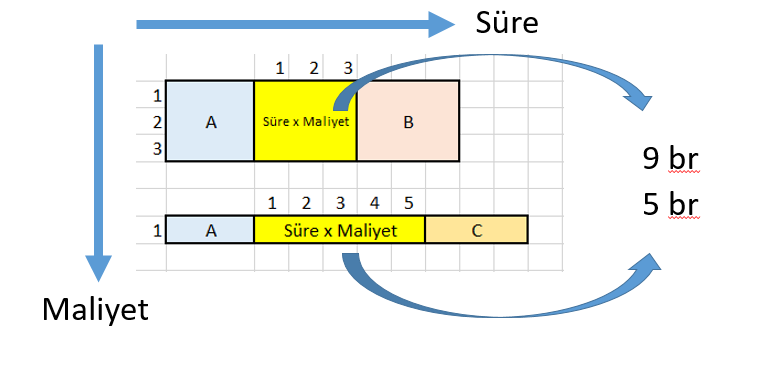 Süre
1 2 3
1
2
3
A
Süre x Maliyet
B
9 br
5 br
1 2 3 4 5
1
A
Süre x Maliyet
C
Maliyet